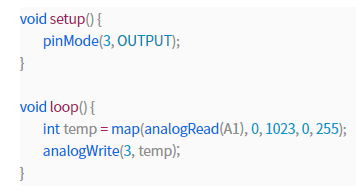 void setup() {
pinMode(3, OUTPUT);
}
void loop() {
int temp = map(analogRead(A1), 0, 1023, 0, 255);
analogWrite(3, temp);
}